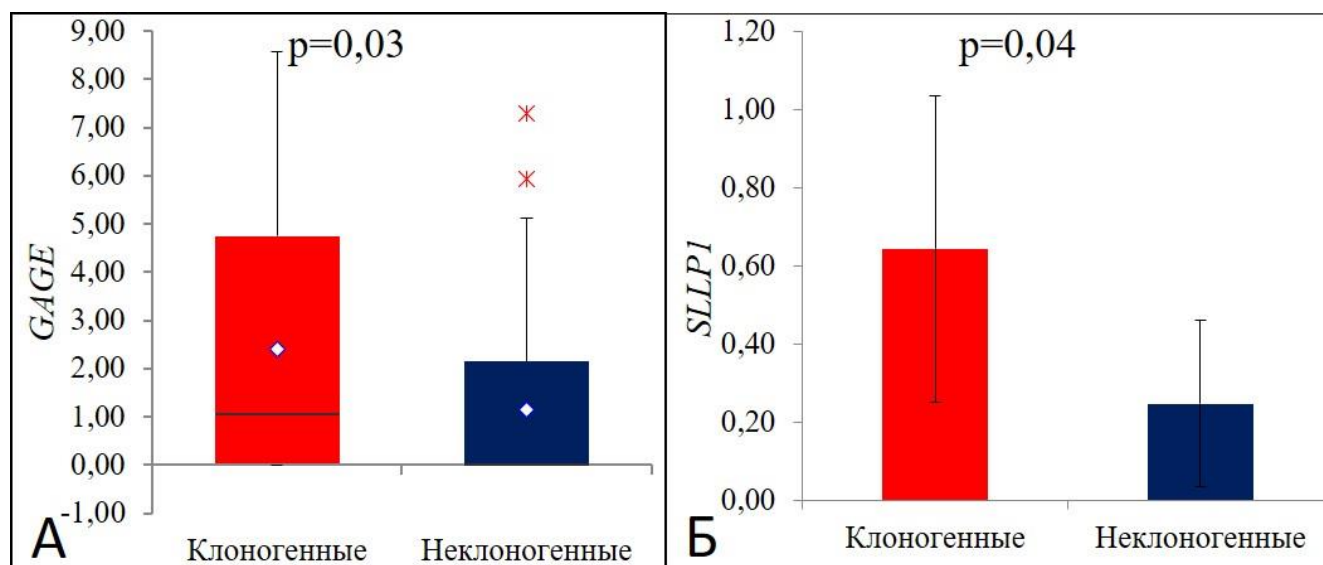 9,00
8,00
7,00
6,00
5,00
4,00
3,00
2,00
1,00
0,00
-1,00
p=0,03
GAGE
Клоногенные Неклоногенные
А
1,20
1,00
0,80
0,60
0,40
0,20
0,00
p=0,04
SLLP1
Клоногенные Неклоногенные
Б